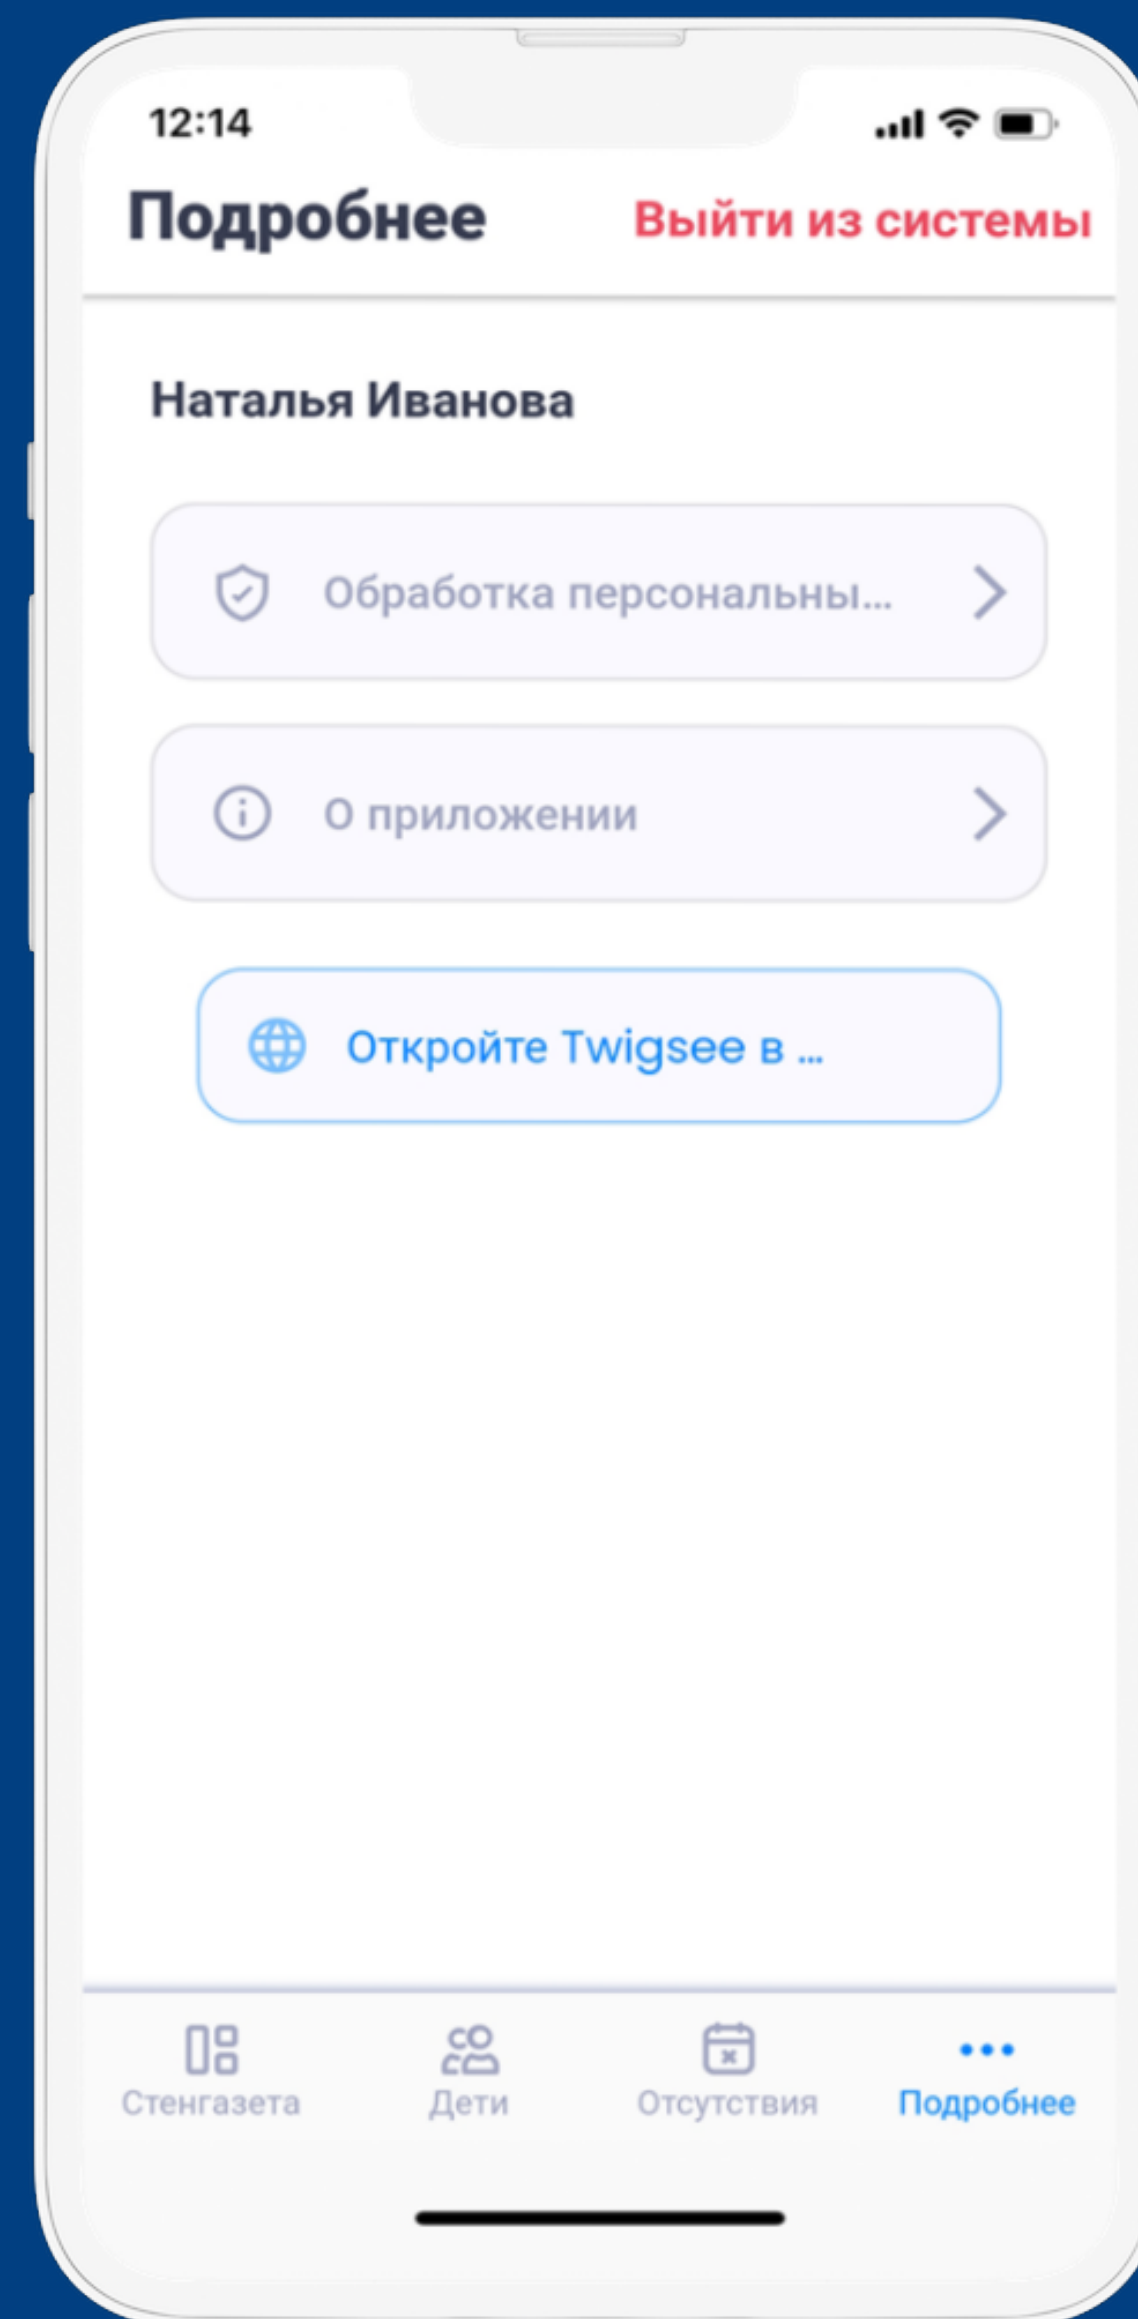 12:14
Подробнее Выйти из системы
Наталья Иванова
Обработка персональны...
О приложении
Откройте Twigsee в ...
Стенгазета Дети Отсутствия Подробнее